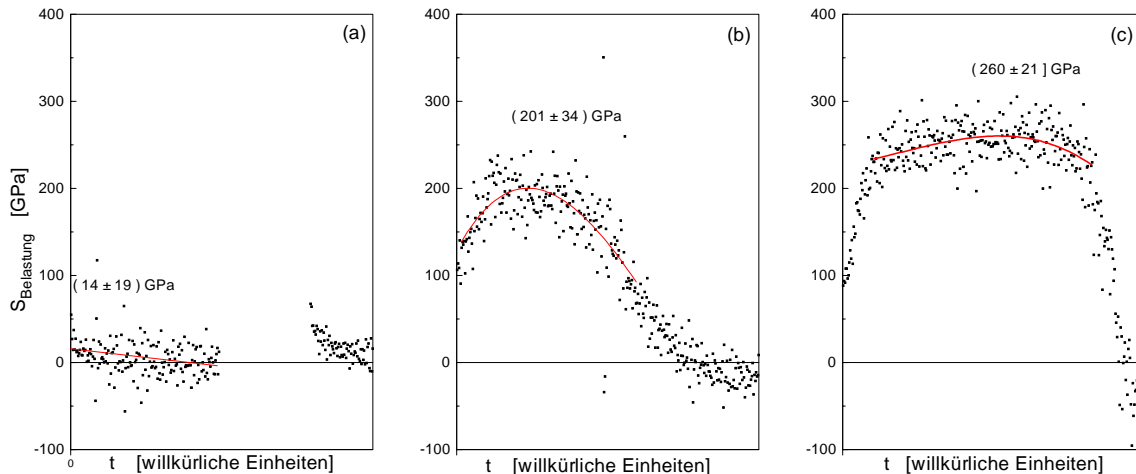 400
300
200
100
0
-100
S Belastung [GPa]
(a)
( 14 ± 19 ) GPa
0
t [willkürliche Einheiten]
400
300
200
100
0
-100
(b)
( 201 ± 34 ) GPa
t [willkürliche Einheiten]
400
300
200
100
0
-100
(c)
( 260 ± 21 ] GPa
t [willkürliche Einheiten]